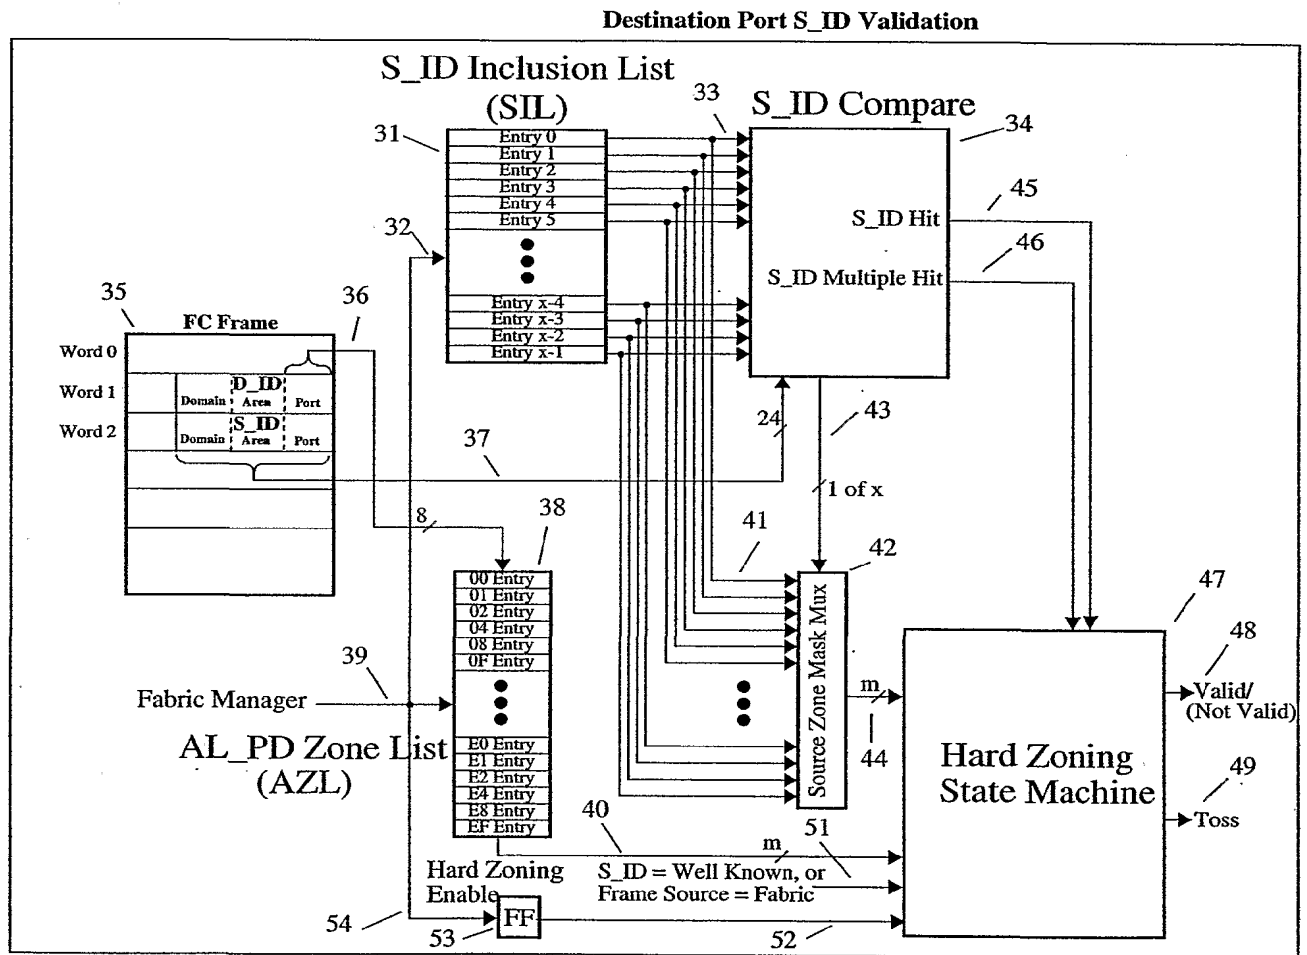 Destination Port S_ID Validation
S_ID Inclusion List
(SIL)
33
S_ID Compare
31
34
Entry 0
Entry 1
Entry 2
Entry 3
Entry 4
Entry 5
32
45
S_ID Hit
46
S_ID Multiple Hit
35
36
Entry x-4
Entry x-3
Entry x-2
Entry x-1
FC Frame
Word 0
Word 1
D_ID
Domain
Area
Port
Word 2
S_ID
Domain
Area
Port
24
43
37
1 of x
8
38
41
42
00 Entry
01 Entry
02 Entry
04 Entry
08 Entry
0F Entry
Source Zone Mask Mux
47
48
39
Fabric Manager
m
44
Valid/
(Not Valid)
AL_PD Zone List
(AZL)
E0 Entry
E1 Entry
E2 Entry
E4 Entry
E8 Entry
EF Entry
Hard Zoning
State Machine
49
Toss
40
51
m
Hard Zoning
Enable
S_ID = Well Known, or
Frame Source = Fabric
54
FF
53
52